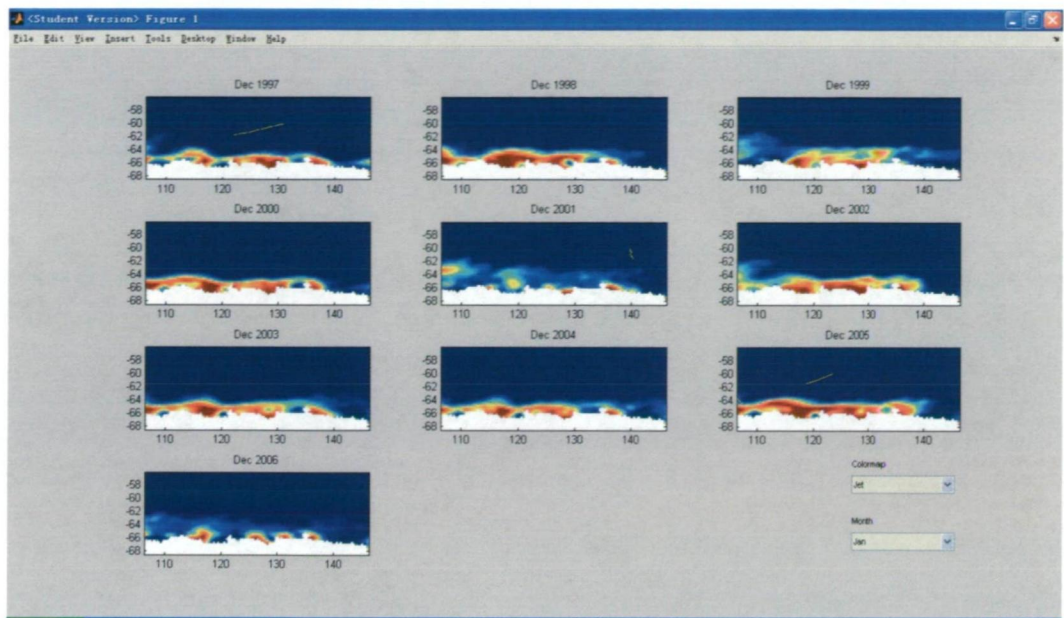 <Student Version> Figure 1
File Edit View Insert Tools Desktop Window Help
Dec 1997 Dec 1998 Dec 1999
-58 -58 -58
-60 -60 -60
-62 -62 -62
-64 -64 -64
-66 -66 -66
-68 -68 -68
110 120 130 140 110 120 130 140 110 120 130 140
Dec 2000 Dec 2001 Dec 2002
-58 -58 -58
-60 -60 -60
-62 -62 -62
-64 -64 -64
-66 -66 -66
-68 -68 -68
110 120 130 140 110 120 130 140 110 120 130 140
Dec 2003 Dec 2004 Dec 2005
-58 -58 -58
-60 -60 -60
-62 -62 -62
-64 -64 -64
-66 -66 -66
-68 -68 -68
110 120 130 140 110 120 130 140 110 120 130 140
Dec 2006
-58
-60
-62
-64
-66
-68
110 120 130 140
Colormap
Jet
Month
Jan